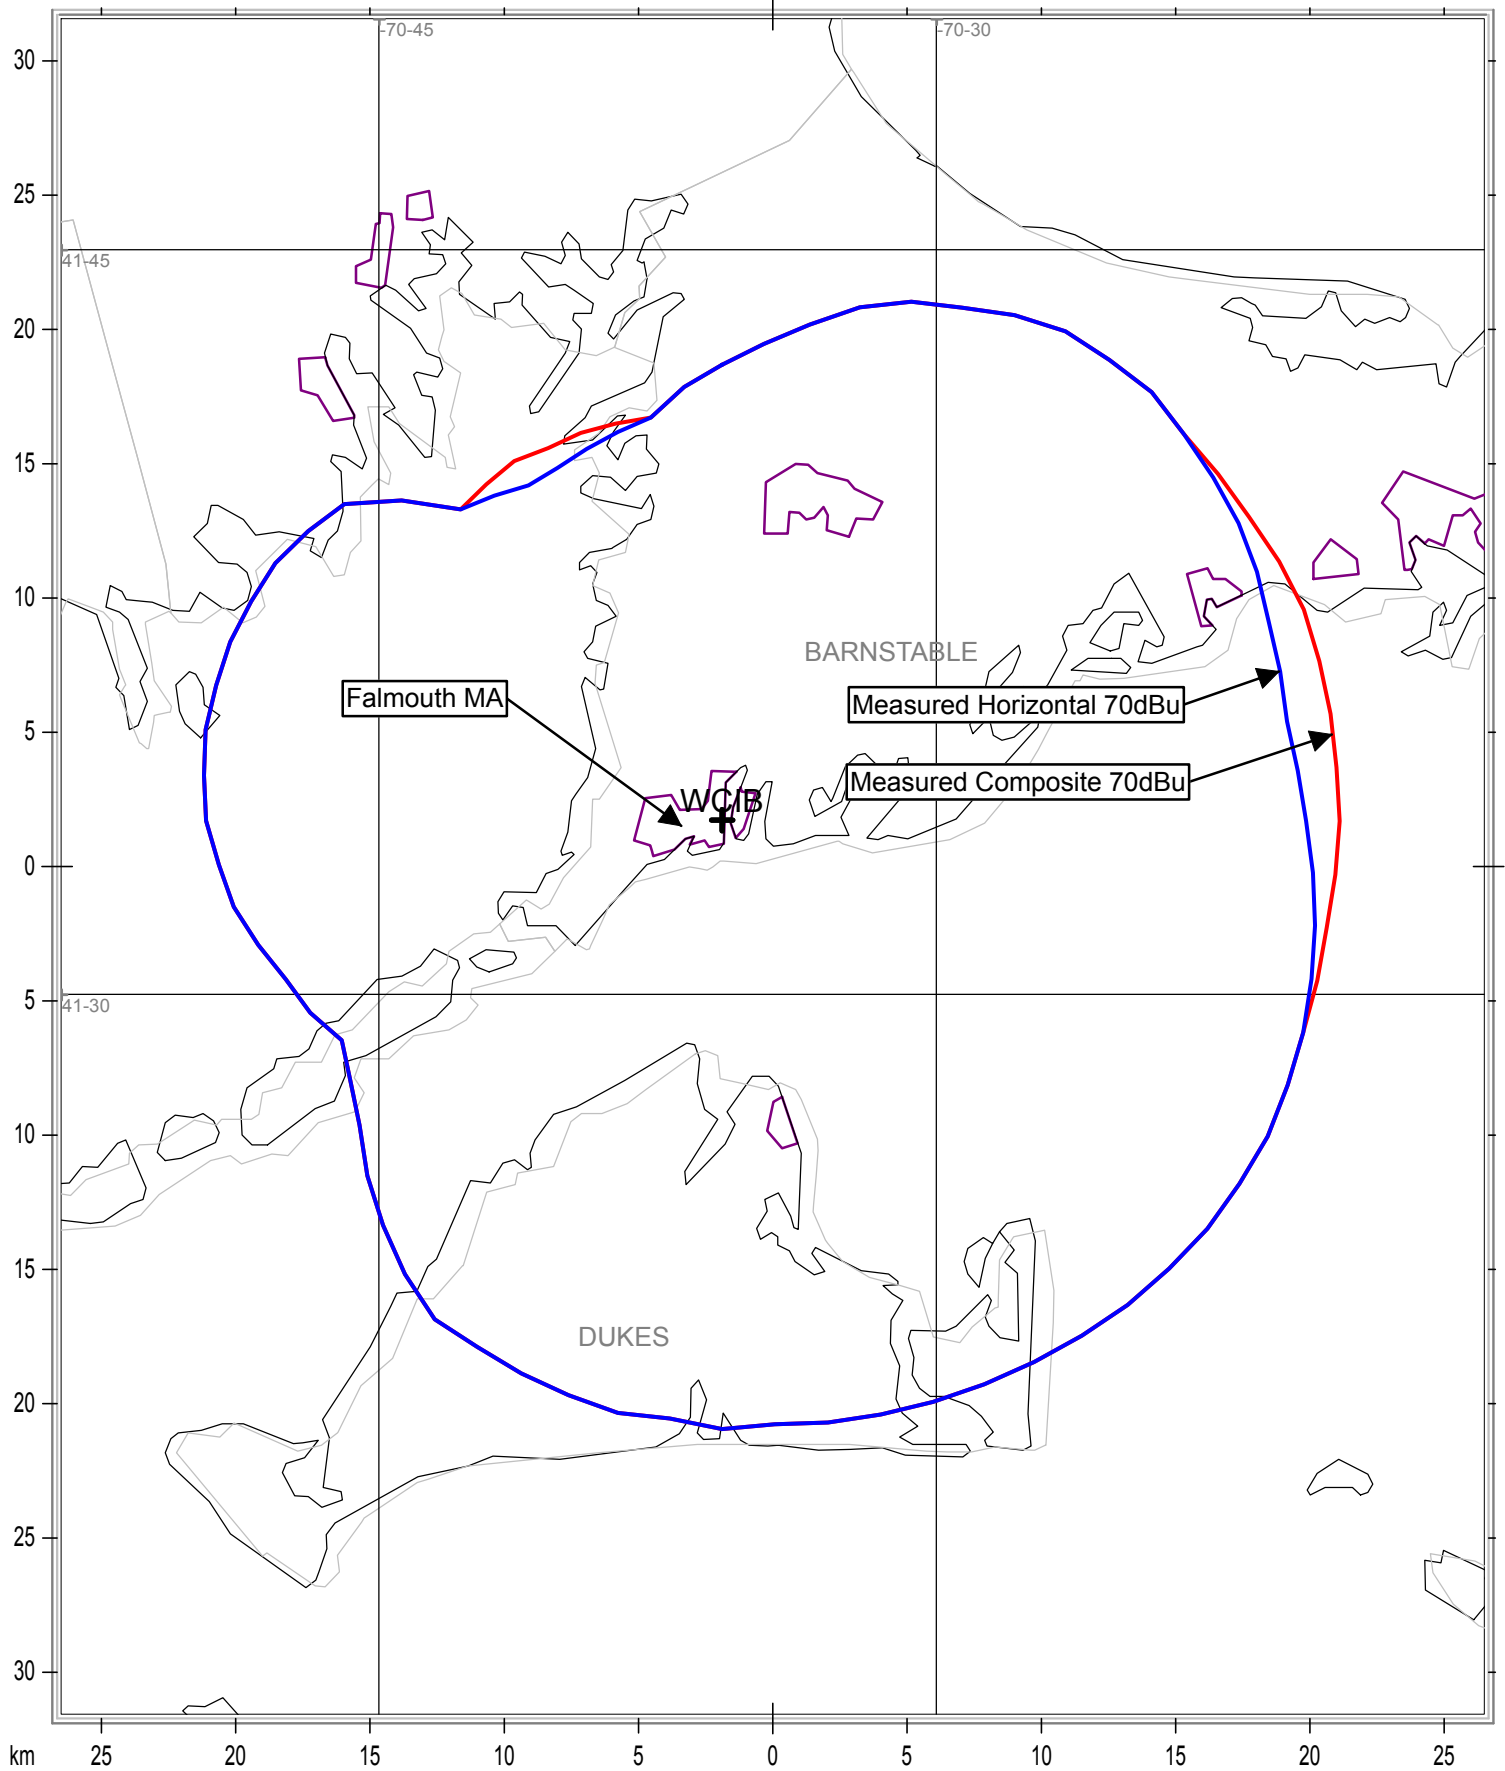 -70-45
-70-30
30
25
41-45
20
15
10
BARNSTABLE
Falmouth MA
Measured Horizontal 70dBu
5
Measured Composite 70dBu
WCIB
0
5
41-30
10
15
DUKES
20
25
30
km 25 20 15 10 5 0 5 10 15 20 25